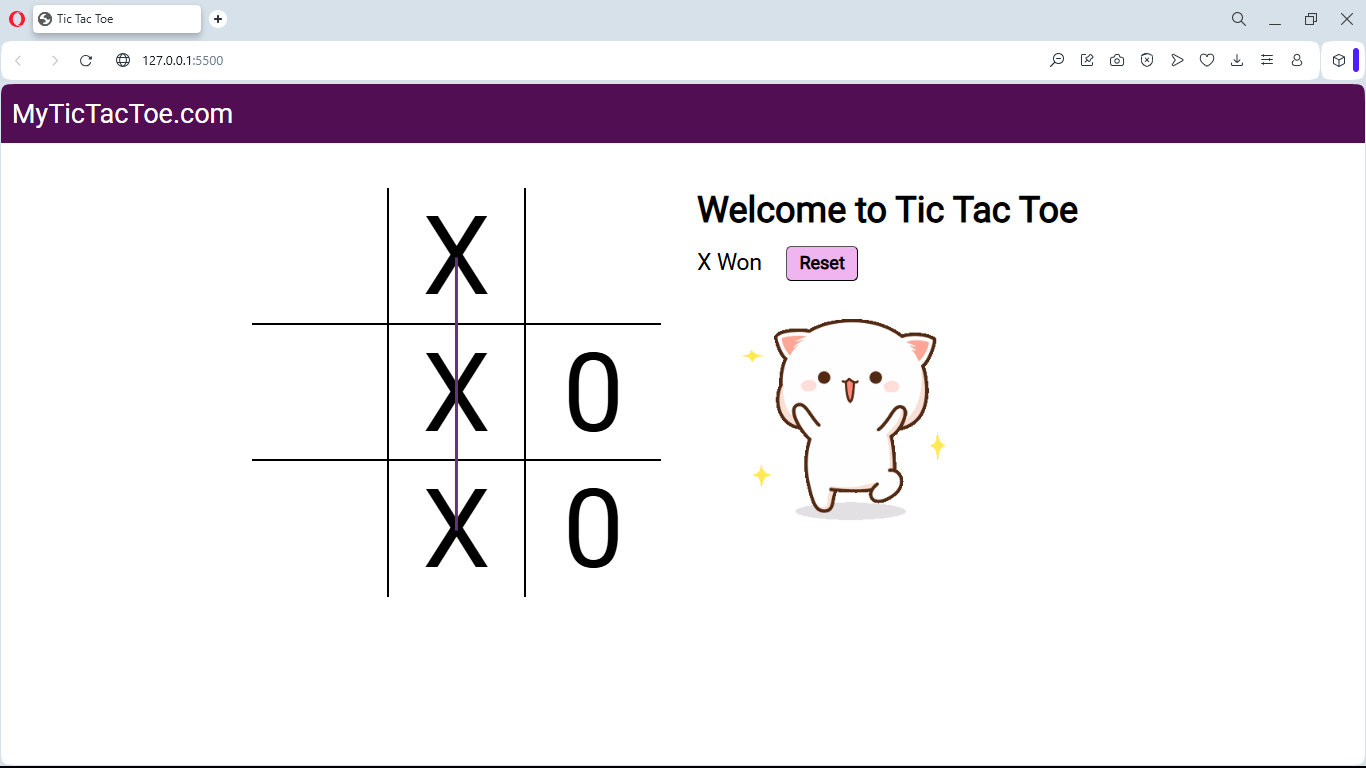 Tic Tac Toe
127.0.0.1:5500
MyTicTacToe.com
X
X 0
X 0
Welcome to Tic Tac Toe
X Won Reset